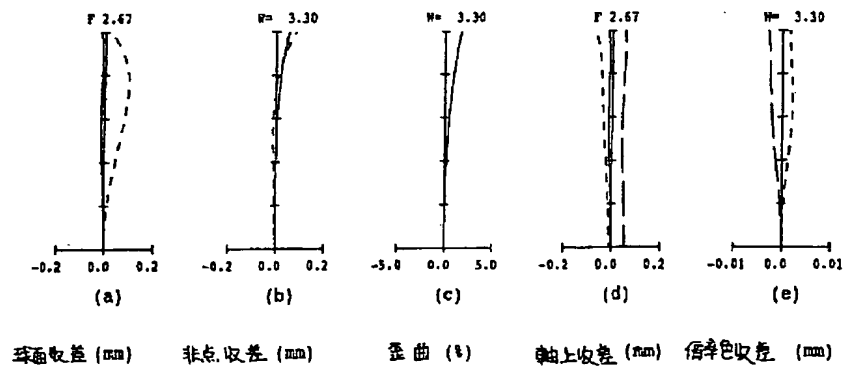 F 2.67
W= 3.30
W= 3.30
F 2.67
W= 3.30
-0.2 0.0 0.2
-0.2 0.0 0.2
-5.0 0.0 5.0
-0.2 0.0 0.2
-0.01 0.0 0.01
(a)
(b)
(c)
(d)
(e)
球面収差 (mm)
非点収差 (mm)
歪曲 (%)
軸上収差 (mm)
倍率色収差 (mm)